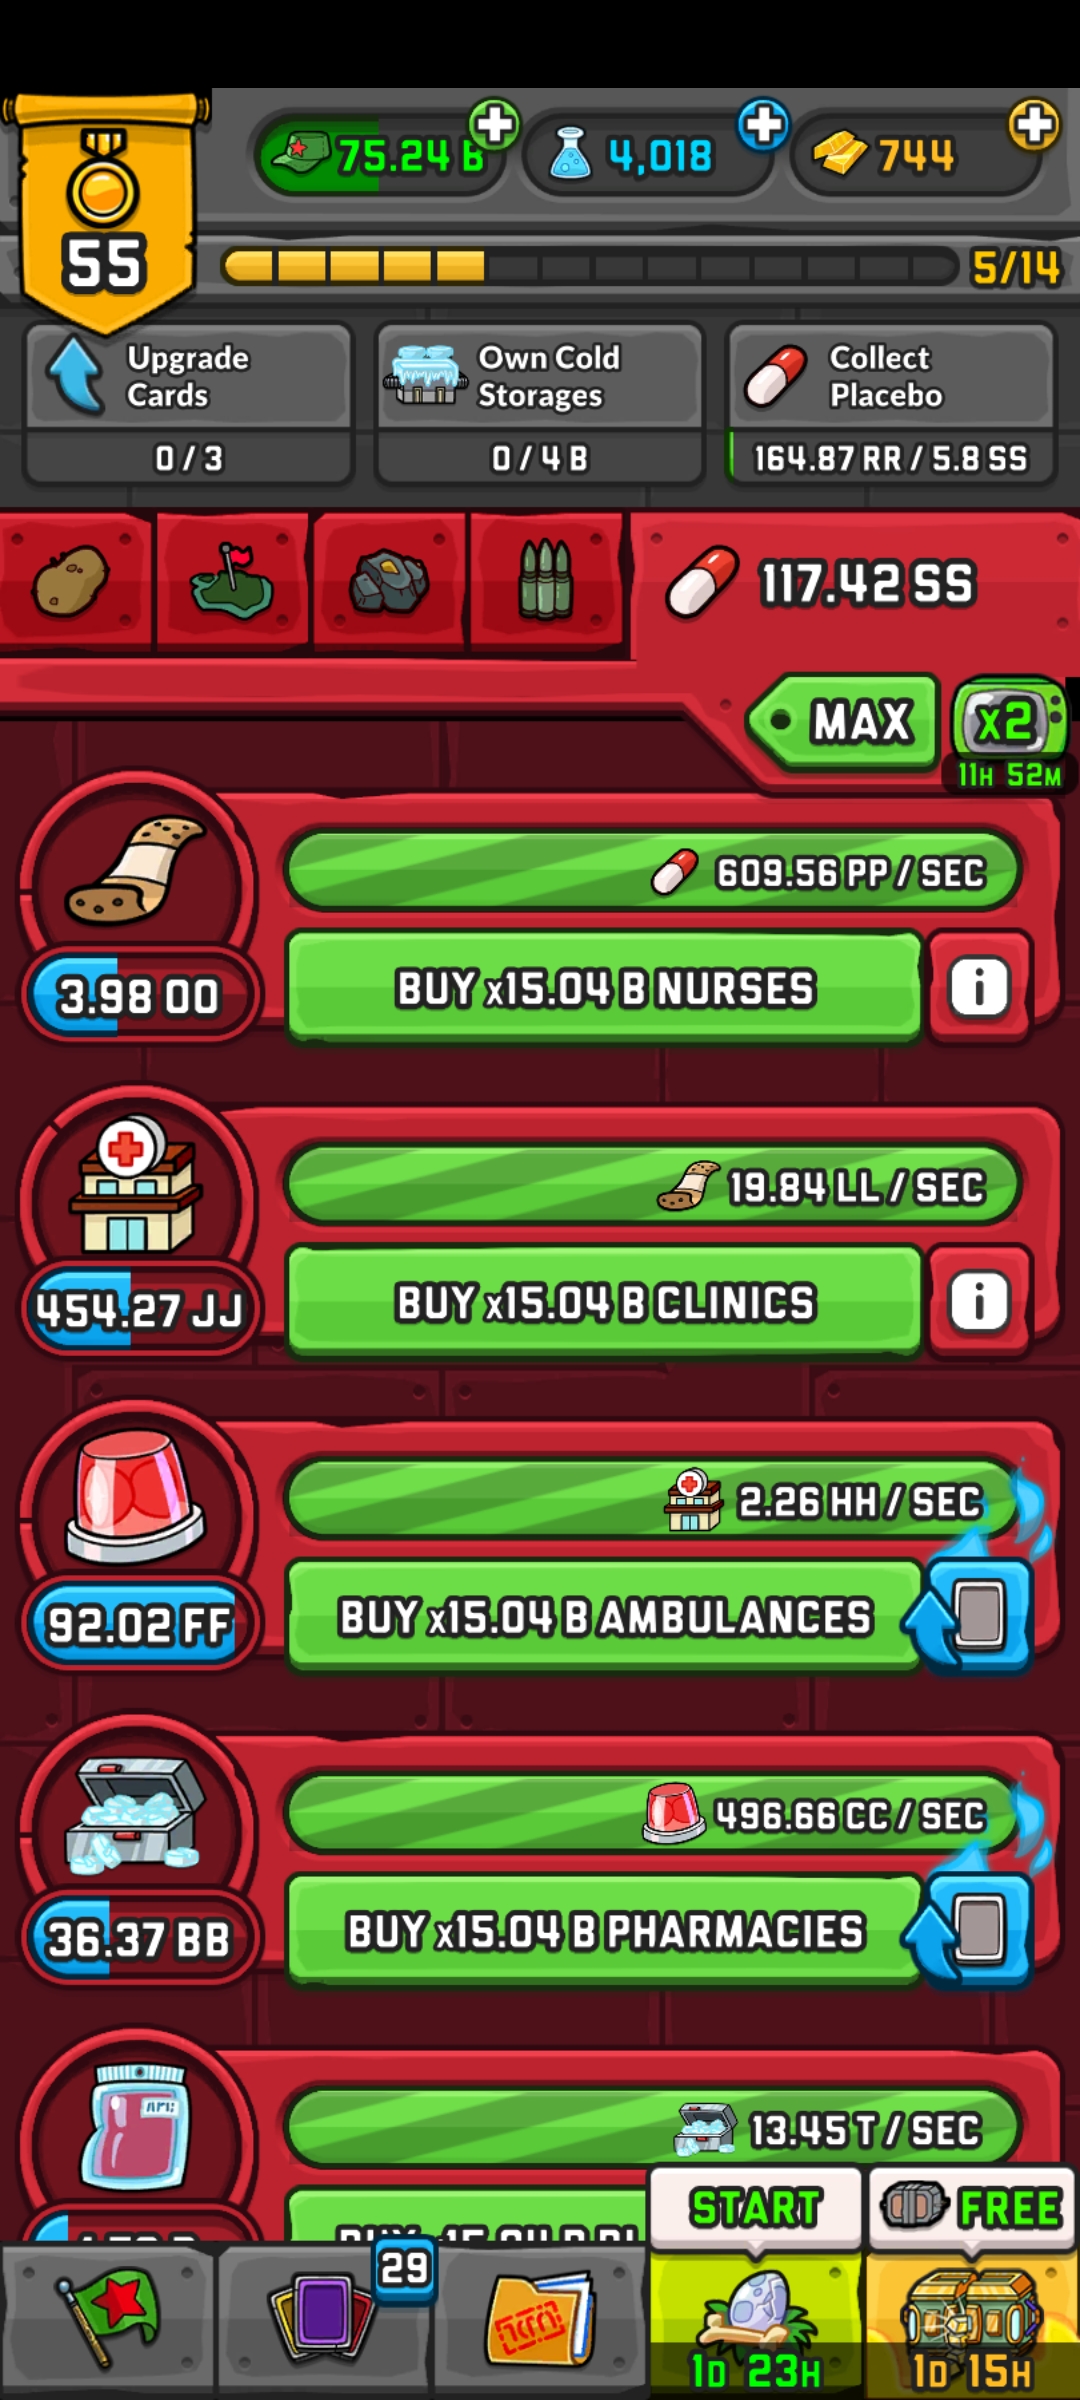 75.24 B
4,018
744
55
5/14
Upgrade
Cards
0 / 3
Own Cold
Storages
0 / 4 B
Collect
Placebo
164.87 RR / 5.8 SS
117.42 SS
MAX
x2
11H 52M
609.56 PP / SEC
3.98 OO
BUY x15.04 B NURSES
i
19.84 LL / SEC
454.27 JJ
BUY x15.04 B CLINICS
i
2.26 HH / SEC
92.02 FF
BUY x15.04 B AMBULANCES
496.66 CC / SEC
36.37 BB
BUY x15.04 B PHARMACIES
13.45 T / SEC
START
FREE
29
1D 23H
1D 15H